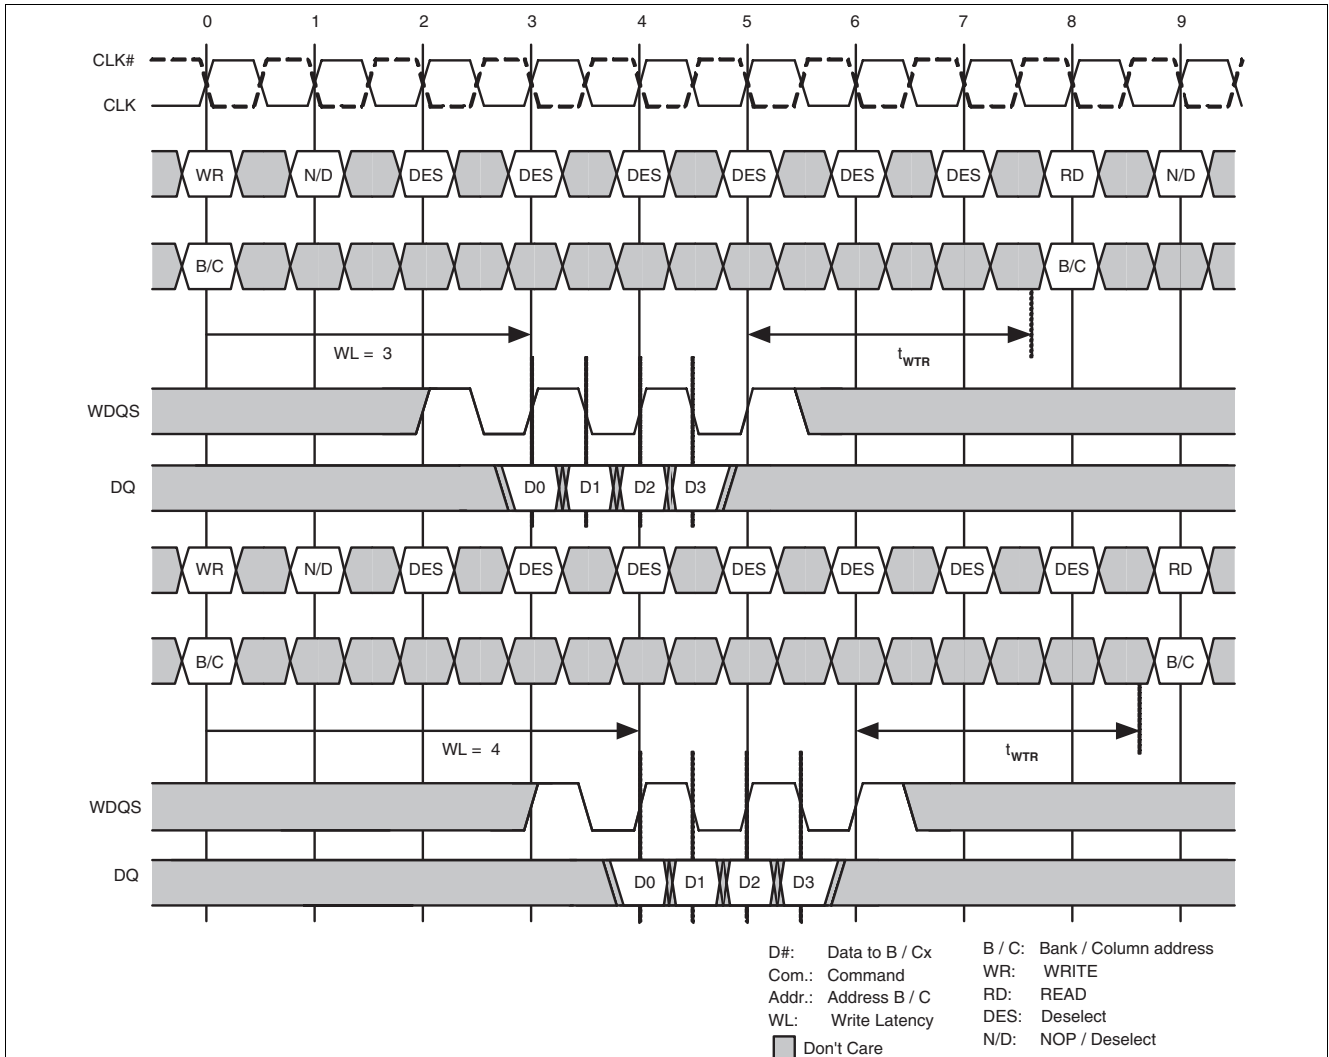 0 1 2 3 4 5 6 7 8 9
CLK#
CLK
WR N/D DES DES DES DES DES DES RD N/D
B/C B/C
WL = 3 tWTR
WDQS
DQ D0 D1 D2 D3
WR N/D DES DES DES DES DES DES DES RD
B/C B/C
WL = 4 tWTR
WDQS
DQ D0 D1 D2 D3
D#: Data to B / Cx
Com.: Command
Addr.: Address B / C
WL: Write Latency
Don't Care
B / C: Bank / Column address
WR: WRITE
RD: READ
DES: Deselect
N/D: NOP / Deselect